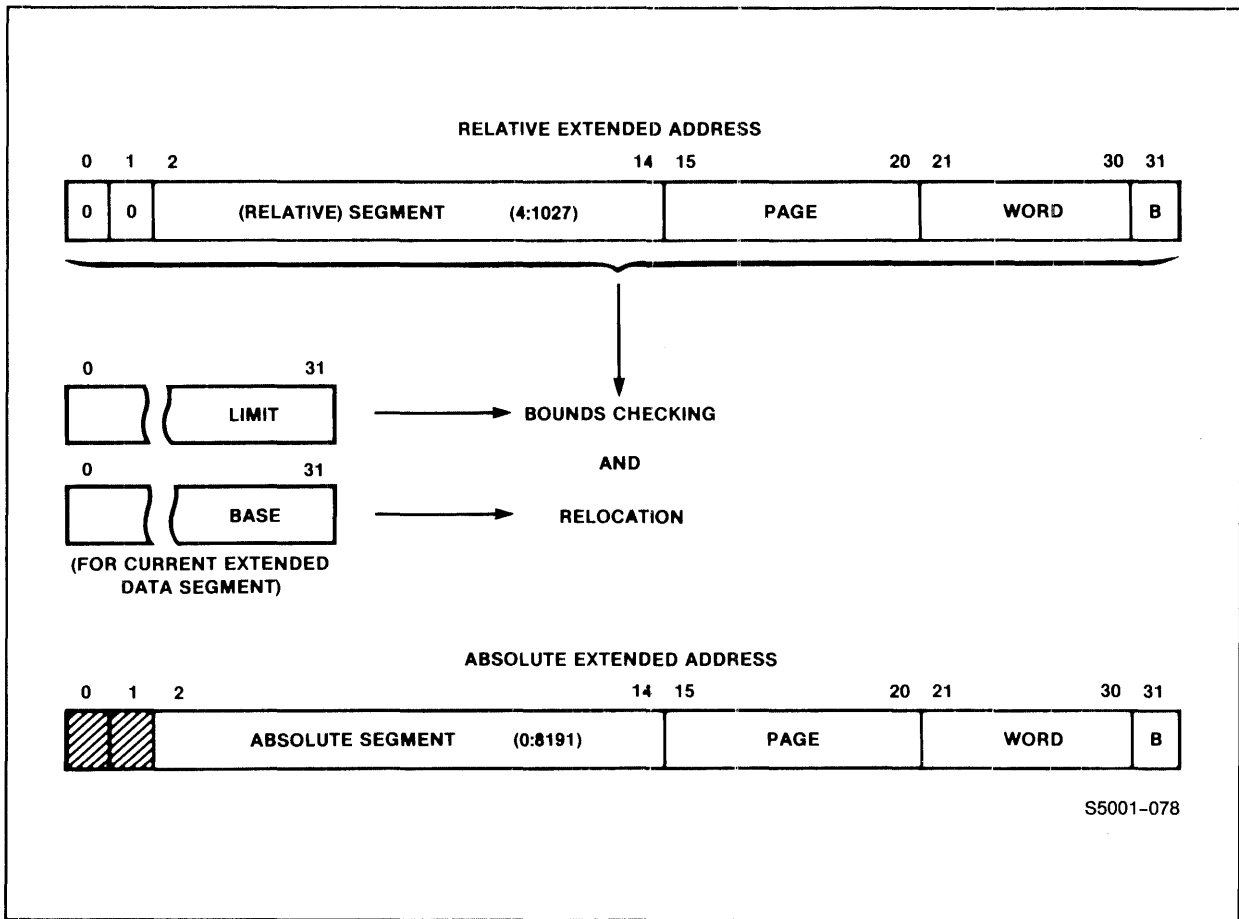 RELATIVE EXTENDED ADDRESS
0 1 2 14 15 20 21 30 31
0 0 (RELATIVE) SEGMENT (4:1027) PAGE WORD B
0 31
LIMIT BOUNDS CHECKING
AND
0 31
BASE RELOCATION
(FOR CURRENT EXTENDED
DATA SEGMENT)
ABSOLUTE EXTENDED ADDRESS
0 1 2 14 15 20 21 30 31
ABSOLUTE SEGMENT (0:8191) PAGE WORD B
S5001-078